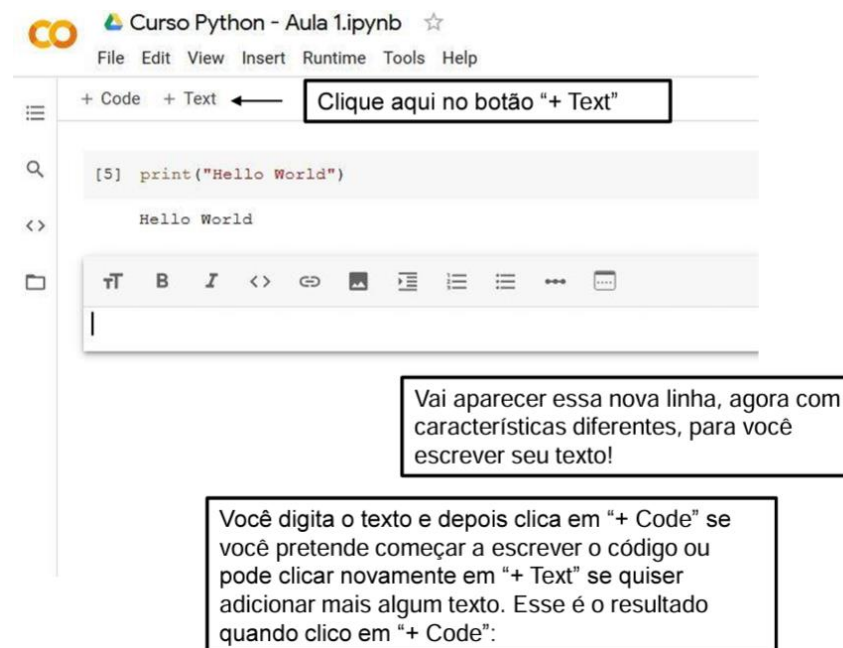 Curso Python - Aula 1.ipynb
File Edit View Insert Runtime Tools Help
+ Code + Text
Clique aqui no botão “+ Text”
[5] print("Hello World")
Hello World
Vai aparecer essa nova linha, agora com
características diferentes, para você
escrever seu texto!
Você digita o texto e depois clica em “+ Code” se
você pretende começar a escrever o código ou
pode clicar novamente em “+ Text” se quiser
adicionar mais algum texto. Esse é o resultado
quando clico em “+ Code”: